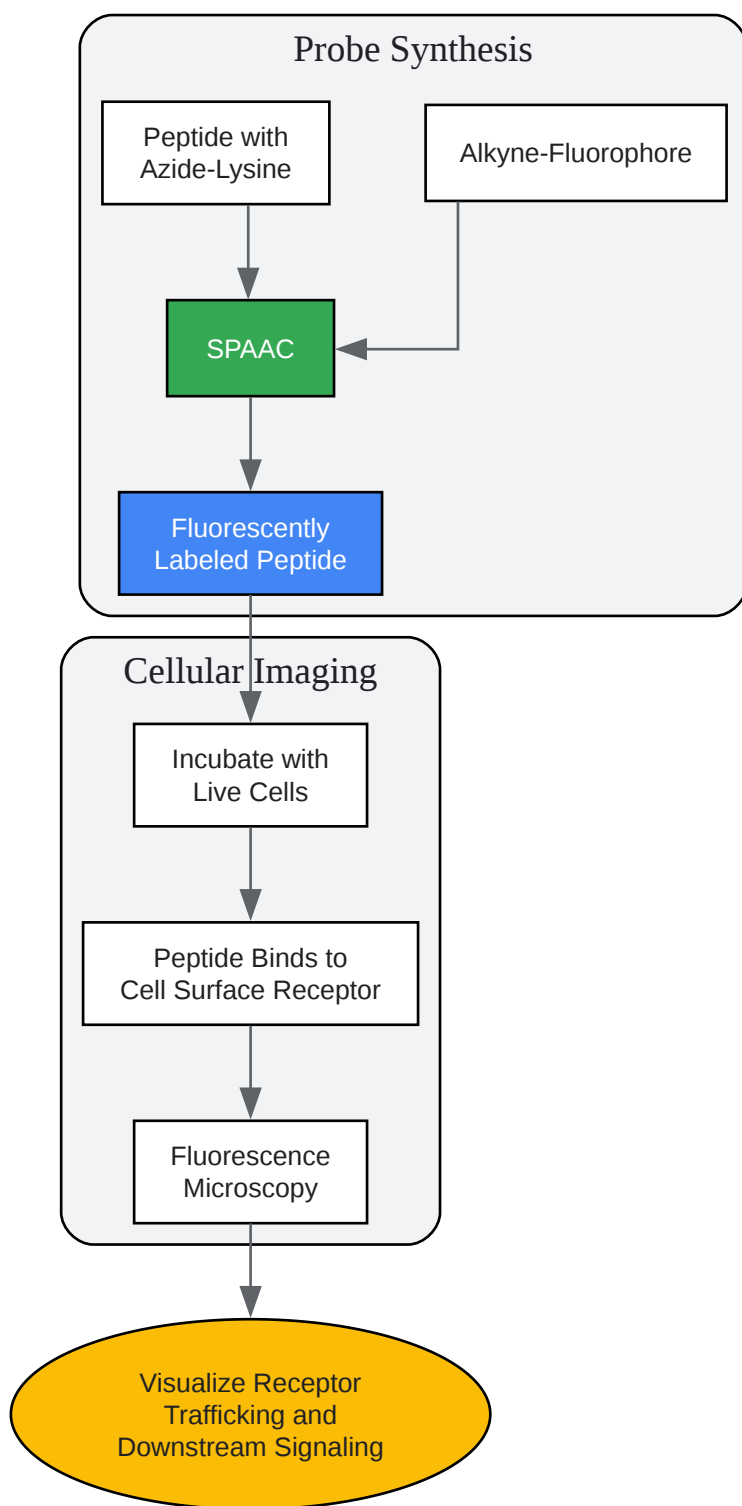 Probe Synthesis
Peptide with
Azide-Lysine
Alkyne-Fluorophore
SPAAC
Fluorescently
Labeled Peptide
Cellular Imaging
Incubate with
Live Cells
Peptide Binds to
Cell Surface Receptor
Fluorescence
Microscopy
Visualize Receptor
Trafficking and
Downstream Signaling